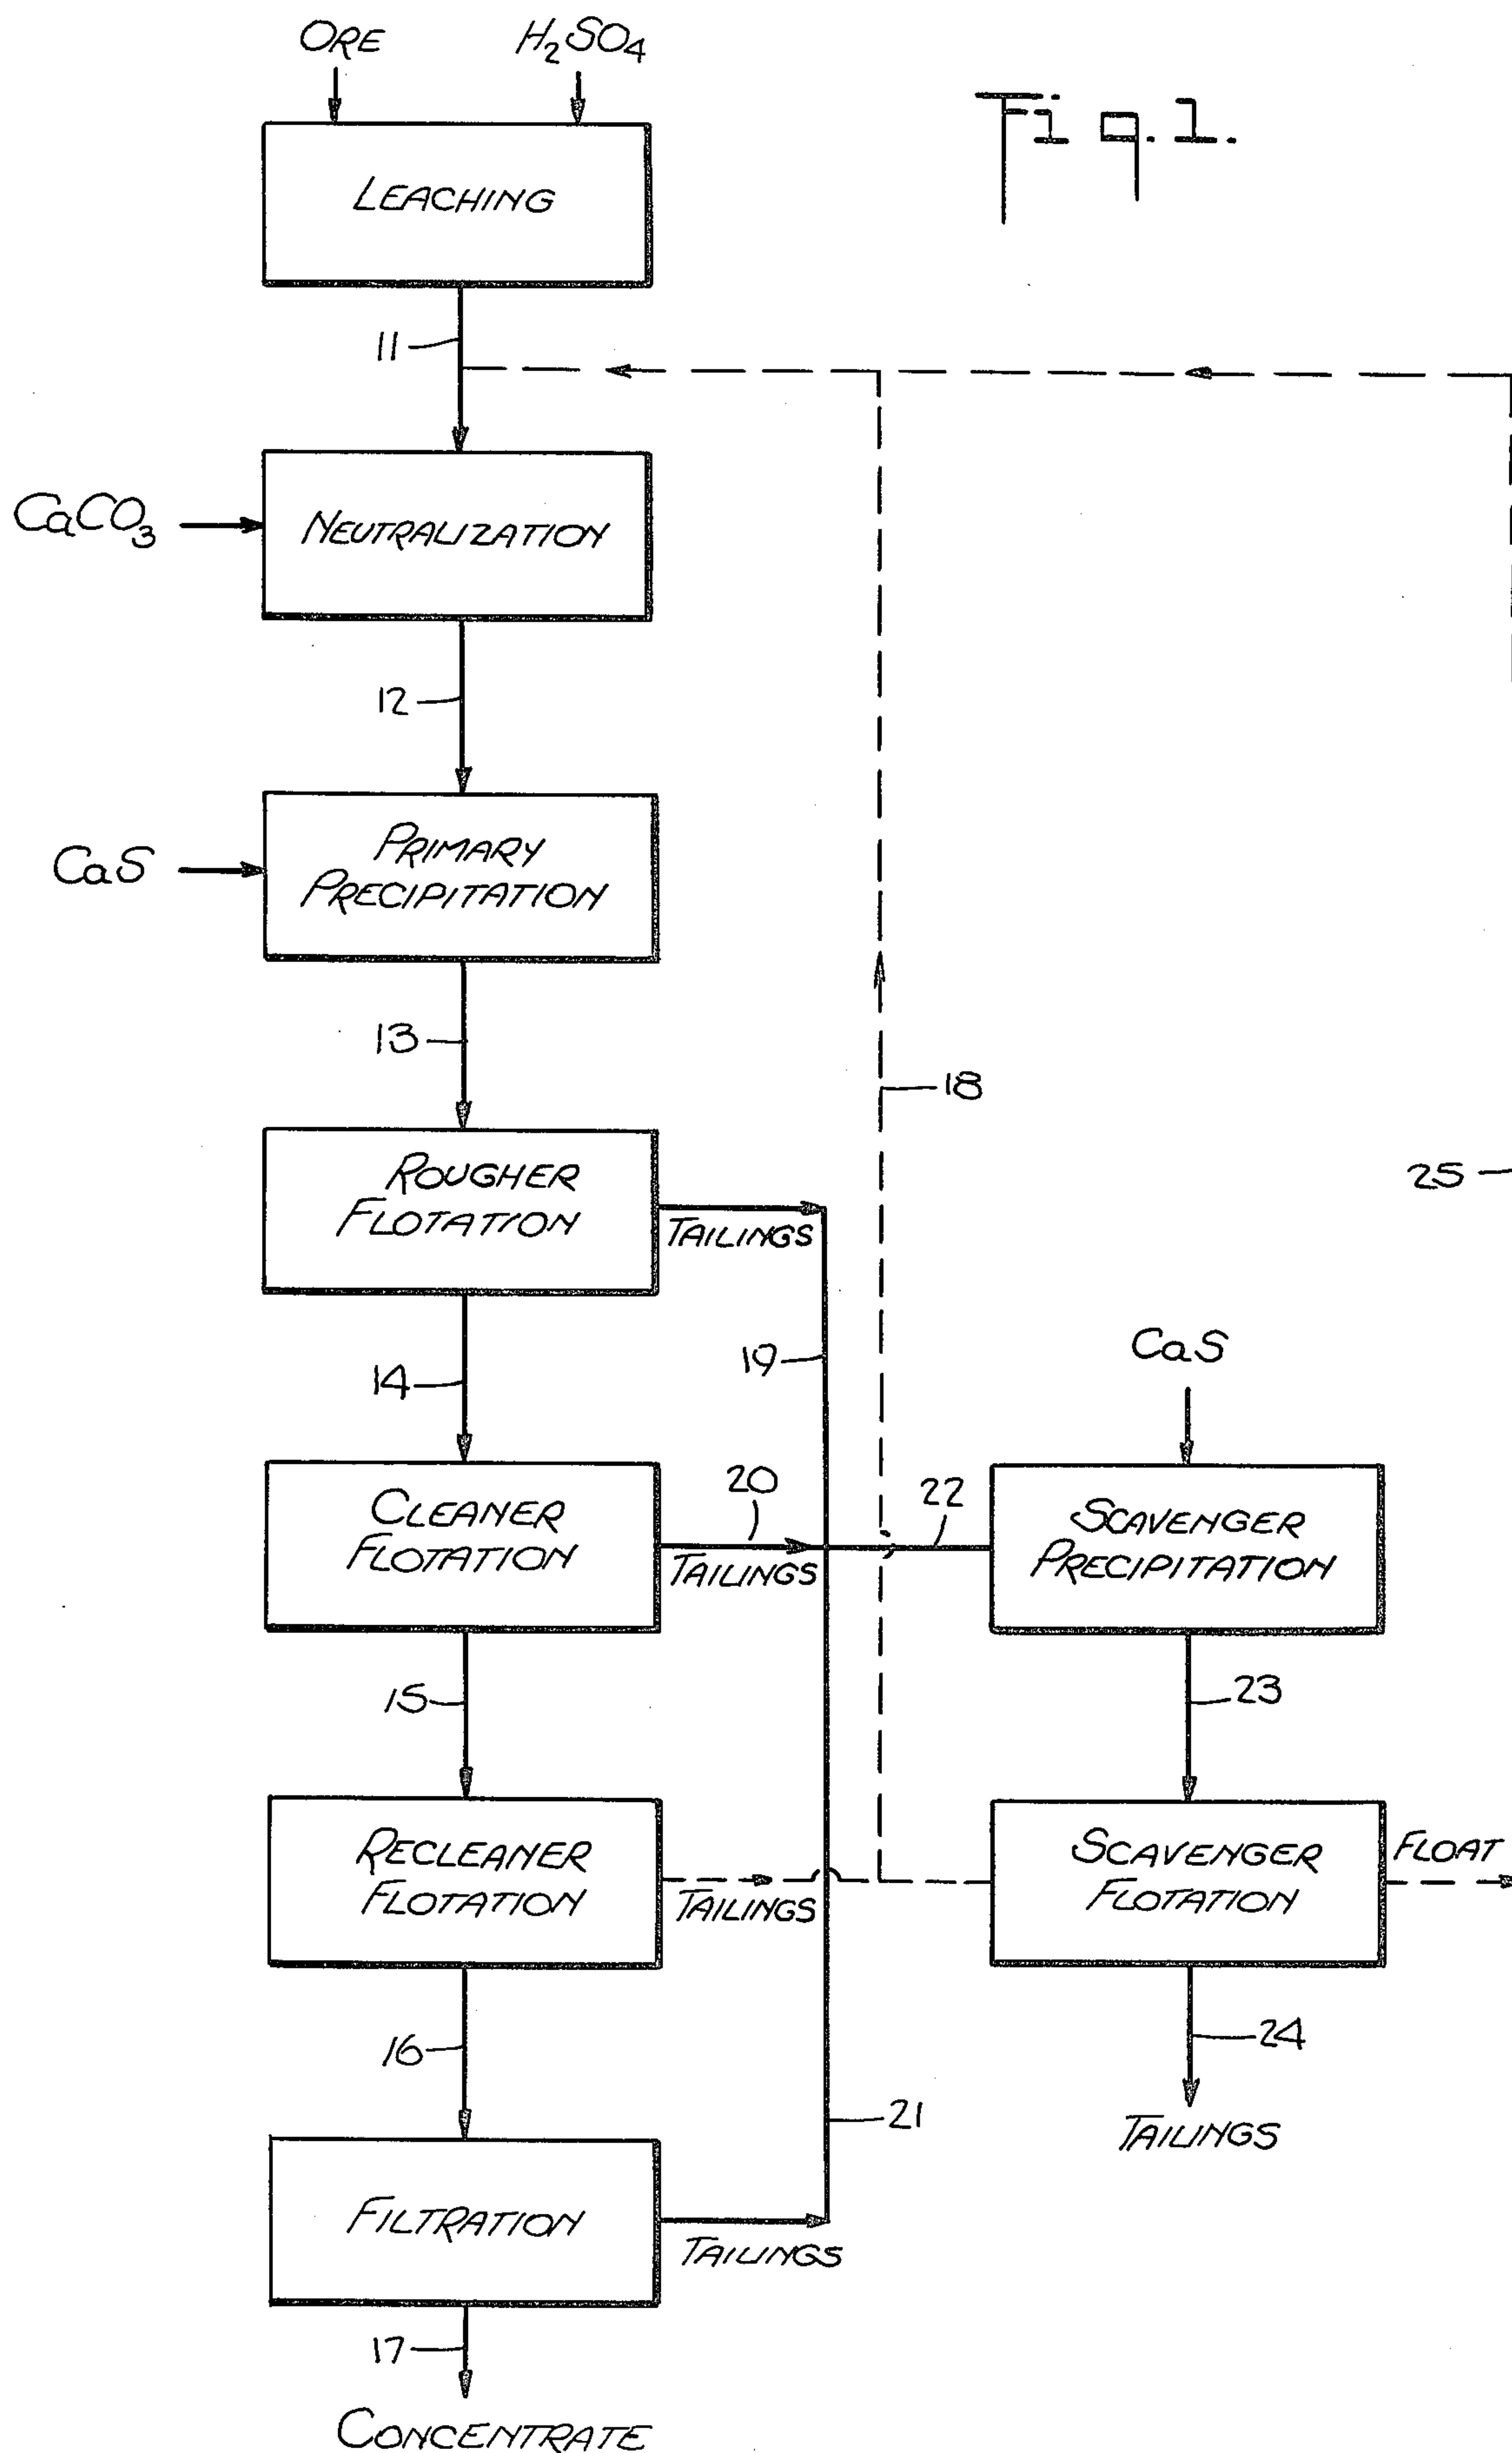 ORE
H₂SO₄
Fig.1.
LEACHING
11
CaCO₃
NEUTRALIZATION
12
CaS
PRIMARY
PRECIPITATION
13
18
ROUGHER
FLOTATION
TAILINGS
25
19
14
CaS
CLEANER
FLOTATION
20
TAILINGS
22
SCAVENGER
PRECIPITATION
15
23
RECLEANER
FLOTATION
TAILINGS
SCAVENGER
FLOTATION
FLOAT
16
24
21
TAILINGS
FILTRATION
TAILINGS
17
CONCENTRATE